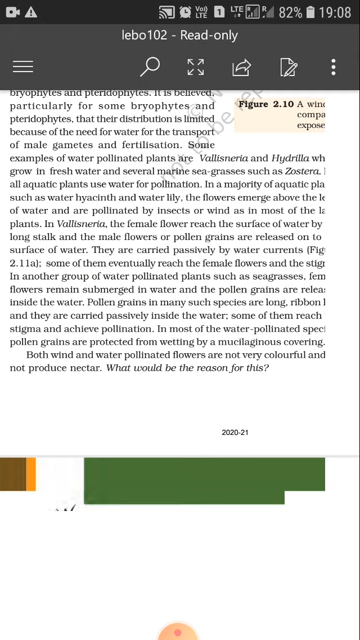 Vol) LTE 1 LTE R 82% 19:08
lebo102 - Read-only
bryophytes and pteridophytes. It is believed,
particularly for some bryophytes and
pteridophytes, that their distribution is limited
because of the need for water for the transport
of male gametes and fertilisation. Some
examples of water pollinated plants are Vallisneria and Hydrilla wh
grow in fresh water and several marine sea-grasses such as Zostera.
all aquatic plants use water for pollination. In a majority of aquatic pla
such as water hyacinth and water lily, the flowers emerge above the le
of water and are pollinated by insects or wind as in most of the la
plants. In Vallisneria, the female flower reach the surface of water by
long stalk and the male flowers or pollen grains are released on to
surface of water. They are carried passively by water currents (Fig
2.11a); some of them eventually reach the female flowers and the stig
In another group of water pollinated plants such as seagrasses, fem
flowers remain submerged in water and the pollen grains are relea
inside the water. Pollen grains in many such species are long, ribbon l
and they are carried passively inside the water; some of them reach
stigma and achieve pollination. In most of the water-pollinated speci
pollen grains are protected from wetting by a mucilaginous covering.
Both wind and water pollinated flowers are not very colourful and
not produce nectar. What would be the reason for this?
Figure 2.10 A wind
compa
expose
not to be rep
2020-21